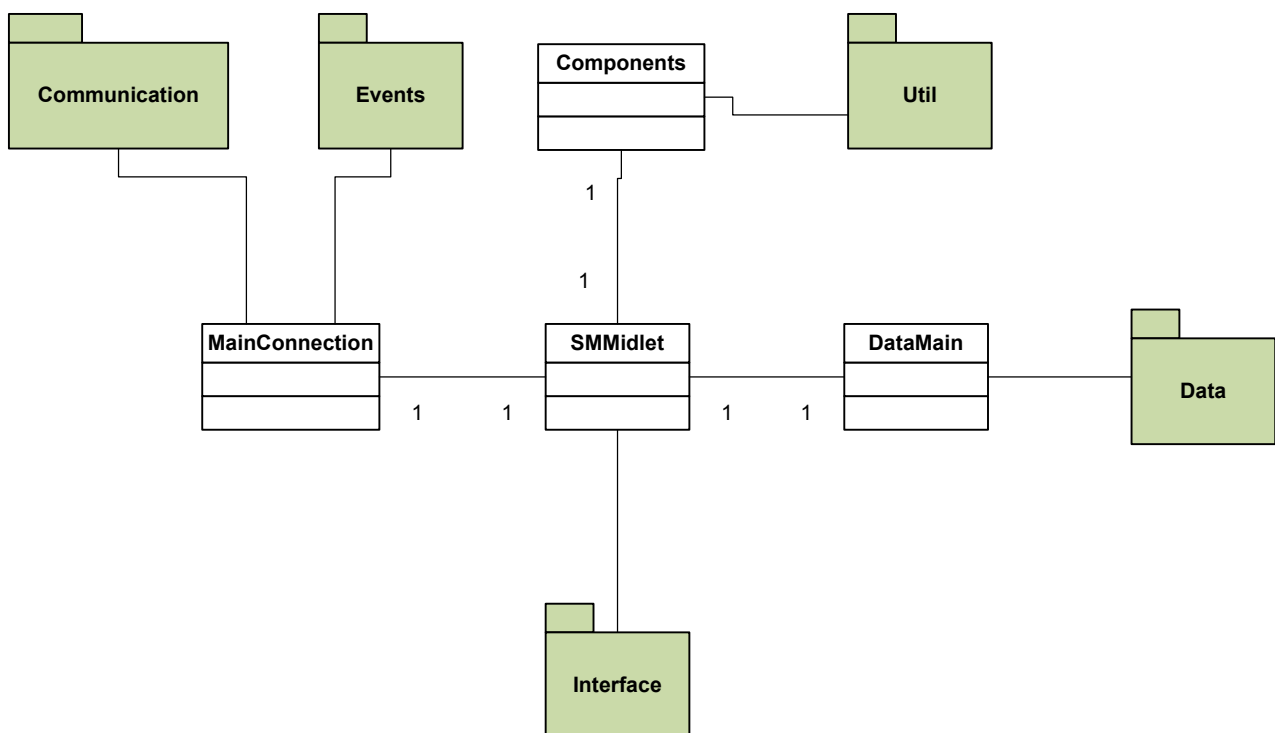 Communication
Events
Components
Util
1
1
MainConnection
SMMidlet
DataMain
Data
1 1 1 1
Interface